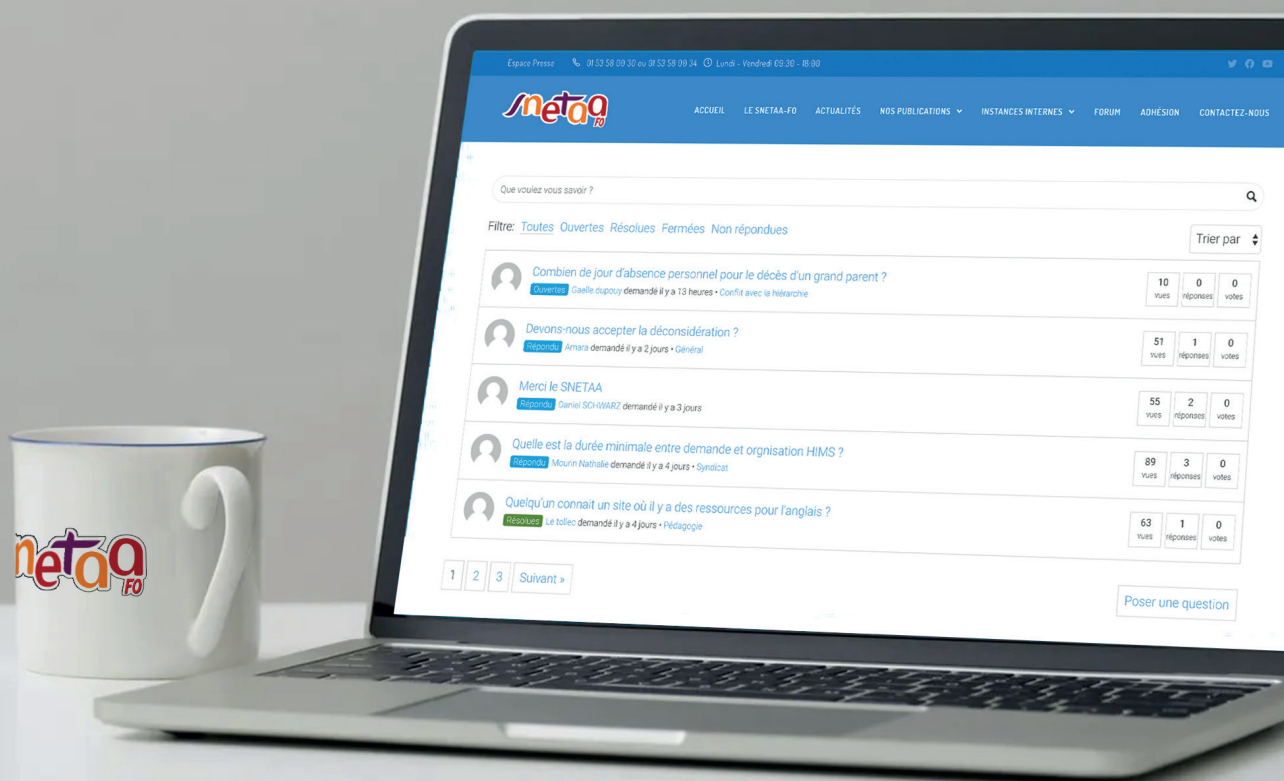 Espace Presse 01 53 58 00 30 ou 01 53 58 00 34 Lundi - Vendredi 09:30 - 18:00
snetaa FO
ACCUEIL LE SNETAA-FO ACTUALITÉS NOS PUBLICATIONS INSTANCES INTERNES FORUM ADHÉSION CONTACTEZ-NOUS
Que voulez vous savoir ?
Filtre: Toutes Ouvertes Résolues Fermées Non répondues
Trier par
Combien de jour d'absence personnel pour le décès d'un grand parent ?
Ouvertes Gaelle dupouy demandé il y a 13 heures • Conflit avec la hiérarchie
10 0 0
vues réponses votes
Devons-nous accepter la déconsidération ?
Répondu Amara demandé il y a 2 jours • Général
51 1 0
vues réponses votes
Merci le SNETAA
Répondu Daniel SCHWARZ demandé il y a 3 jours
55 2 0
vues réponses votes
Quelle est la durée minimale entre demande et orgnisation HIMS ?
Répondu Mourin Nathalie demandé il y a 4 jours • Syndicat
89 3 0
vues réponses votes
Quelqu'un connait un site où il y a des ressources pour l'anglais ?
Résolues Le tollec demandé il y a 4 jours • Pédagogie
63 1 0
vues réponses votes
1 2 3 Suivant »
Poser une question
netaa FO